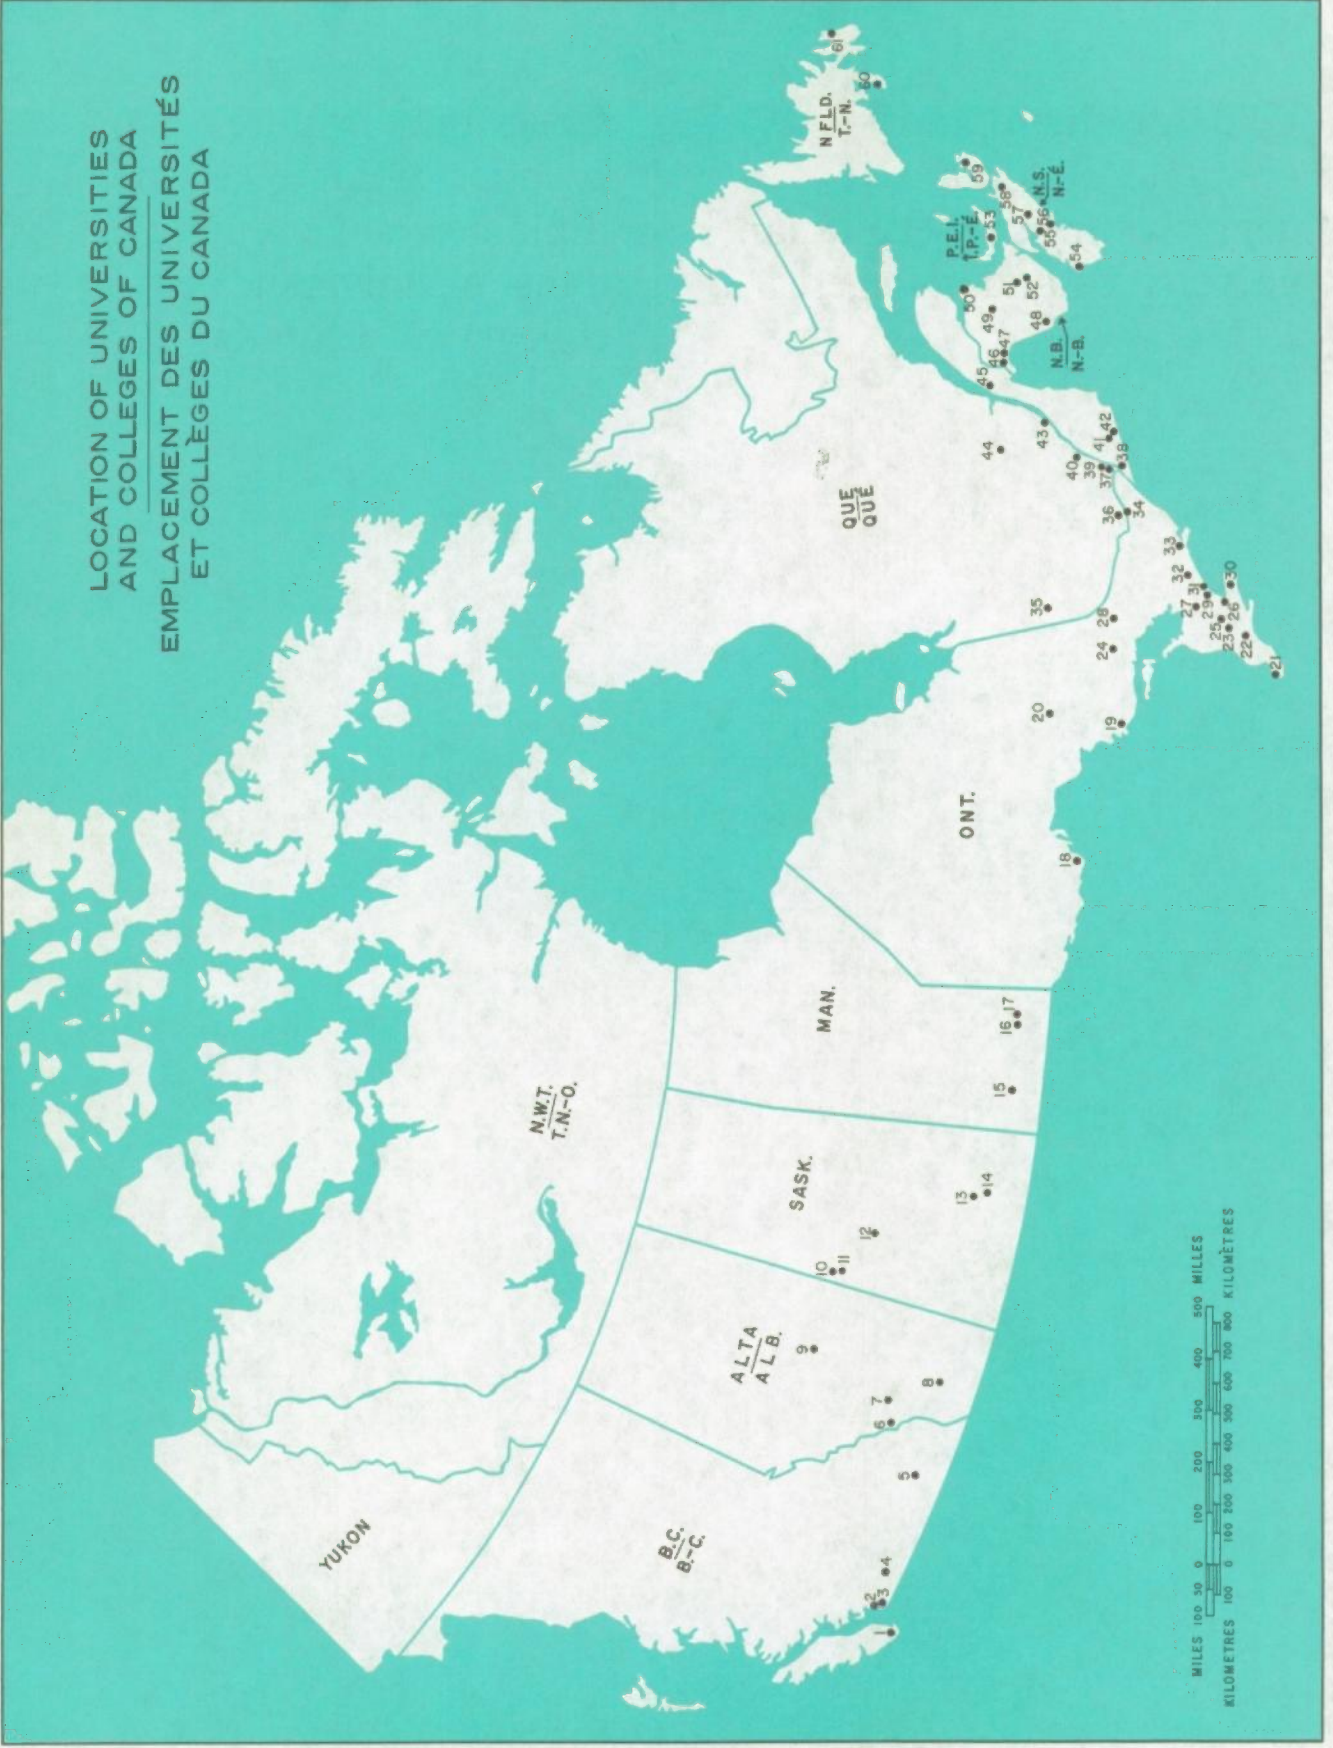 LOCATION OF UNIVERSITIES
AND COLLEGES OF CANADA
EMPLACEMENT DES UNIVERSITÉS
ET COLLÈGES DU CANADA
YUKON
N.W.T.
T.N.-O.
B.C.
B.-C.
ALTA
ALB.
SASK.
MAN.
ONT.
QUE
QUÉ
NFLD.
T.-N.
P.E.I.
I.P.-É.
N.S.
N.-É.
N.B.
N.-B.
1
2
3
4
5
6
7
8
9
10
11
12
13
14
15
16
17
18
19
20
21
22
23
24
25
26
27
28
29
30
31
32
33
34
35
36
37
38
39
40
41
42
43
44
45
46
47
48
49
50
51
52
53
54
55
56
57
58
59
60
61
MILES 100 50 0 100 200 300 400 500 MILLES
KILOMETRES 100 0 100 200 300 400 500 600 700 800 KILOMÈTRES